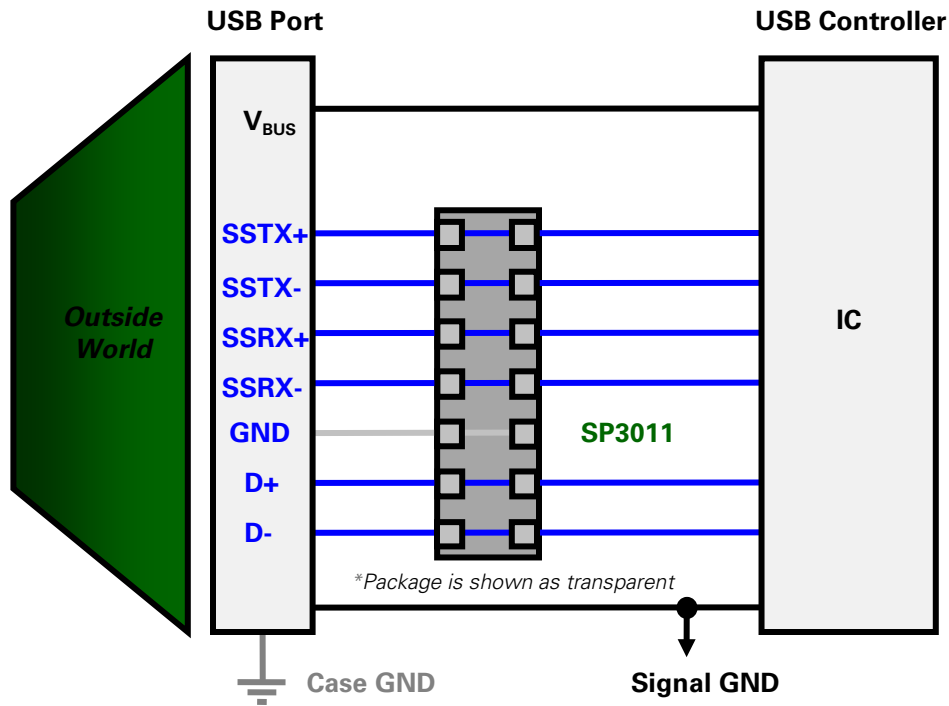 USB Port
USB Controller
VBUS
SSTX+
SSTX-
Outside
World
SSRX+
IC
SSRX-
GND
SP3011
D+
D-
*Package is shown as transparent
Case GND
Signal GND